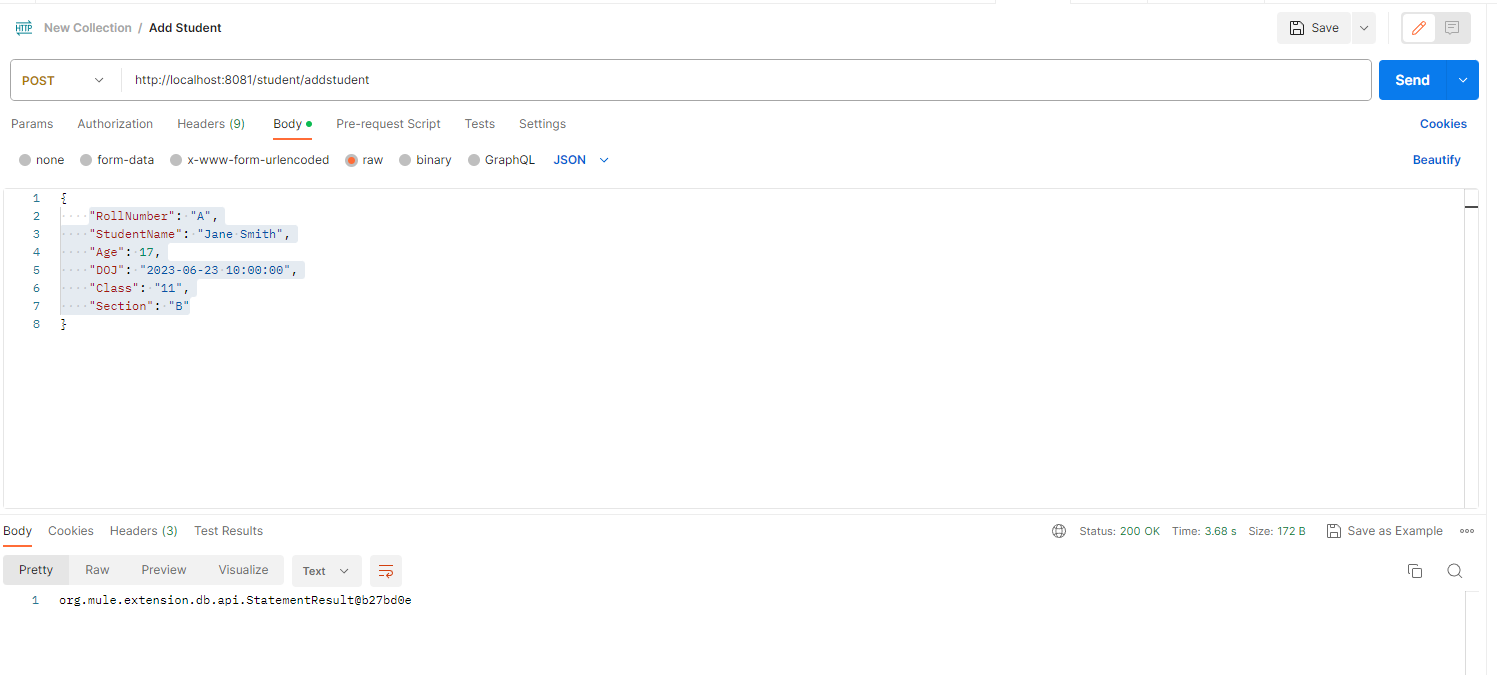 HTTP New Collection / Add Student Save
POST http://localhost:8081/student/addstudent Send
Params Authorization Headers (9) Body Pre-request Script Tests Settings Cookies
none form-data x-www-form-urlencoded raw binary GraphQL JSON Beautify
1 {
2 "RollNumber": "A",
3 "StudentName": "Jane Smith",
4 "Age": 17,
5 "DOJ": "2023-06-23 10:00:00",
6 "Class": "11",
7 "Section": "B"
8 }
Body Cookies Headers (3) Test Results Status: 200 OK Time: 3.68 s Size: 172 B Save as Example
Pretty Raw Preview Visualize Text
1 org.mule.extension.db.api.StatementResult@b27bd0e